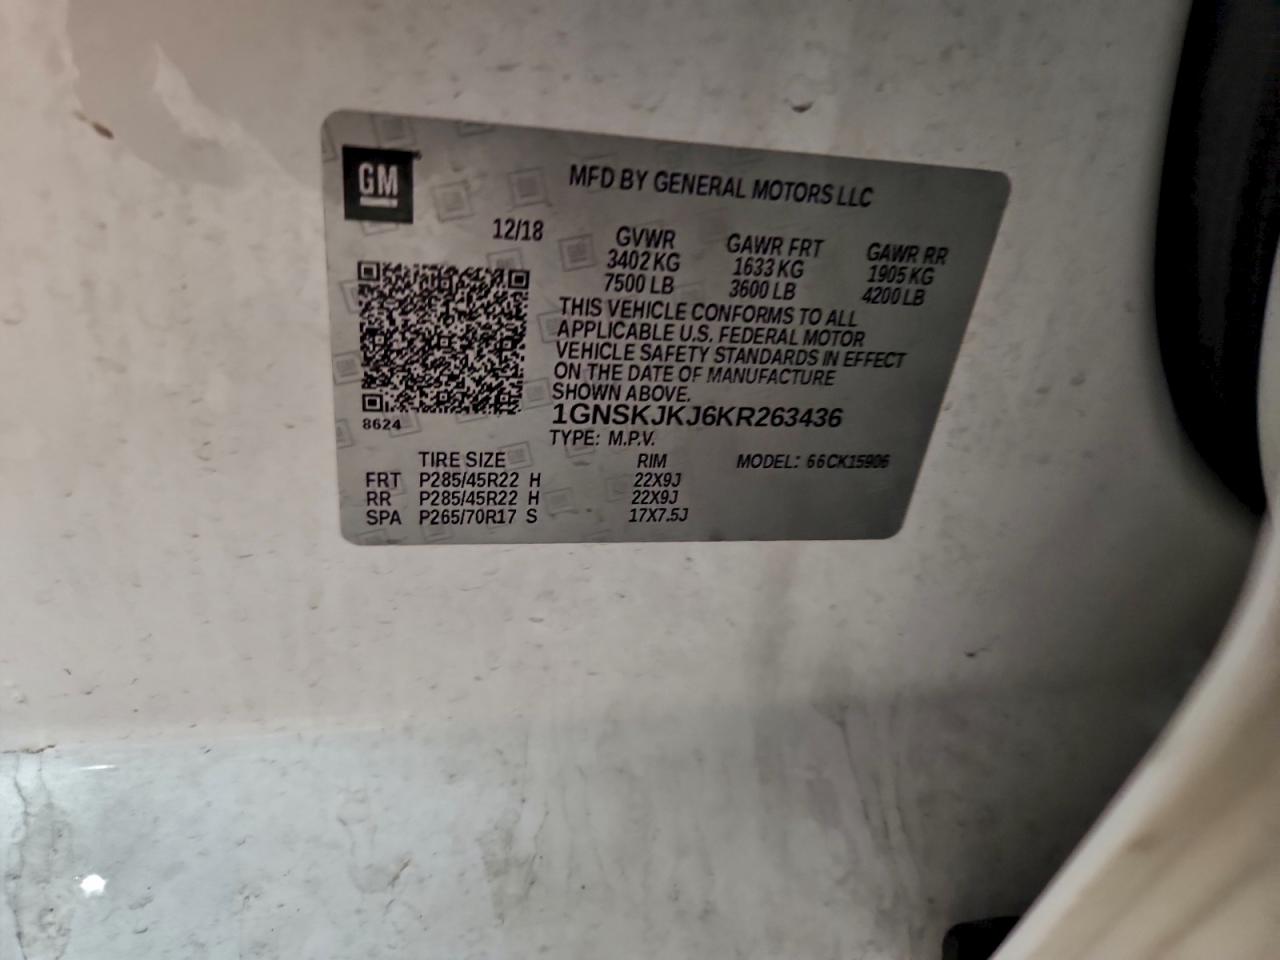 GM
MFD BY GENERAL MOTORS LLC
12/18
GVWR GAWR FRT GAWR RR
3402 KG 1633 KG 1905 KG
7500 LB 3600 LB 4200 LB
THIS VEHICLE CONFORMS TO ALL
APPLICABLE U.S. FEDERAL MOTOR
VEHICLE SAFETY STANDARDS IN EFFECT
ON THE DATE OF MANUFACTURE
SHOWN ABOVE.
8624
1GNSKJKJ6KR263436
TYPE: M.P.V.
TIRE SIZE RIM MODEL: 66CK15906
FRT P285/45R22 H 22X9J
RR P285/45R22 H 22X9J
SPA P265/70R17 S 17X7.5J